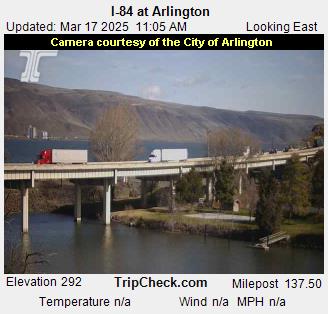 I-84 at Arlington
Updated: Mar 17 2025 11:05 AM Looking East
Camera courtesy of the City of Arlington
Elevation 292 TripCheck.com Milepost 137.50
Temperature n/a Wind n/a MPH n/a